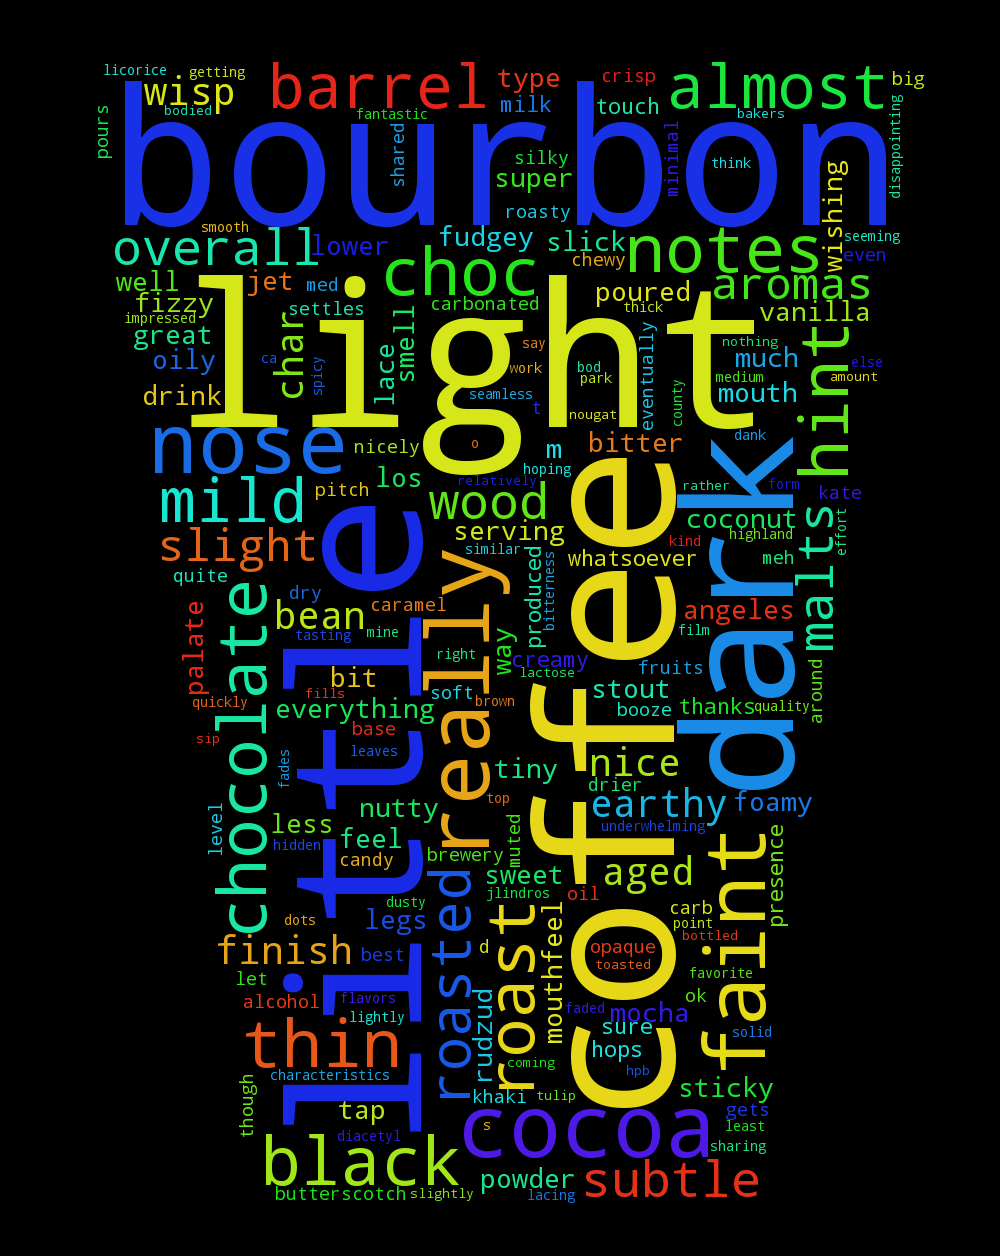 licorice
getting
wisp
barrel
type
crisp
almost
big
bodied
milk
touch
fantastic
bakers
pours
bourbon
shared
silky
super
minimal
think
disappointing
roasty
smooth
overall
lower
fudgey
slick
notes
wishing
seeming
even
chewy
choc
well
jet
med
aromas
fizzy
settles
carbonated
poured
thick
vanilla
impressed
great
char
smell
light
say
nothing
oily
ca
spicy
lace
work
bod
park
eventually
much
hint
else
medium
amount
drink
seamless
t
nougat
county
mouth
nose
nicely
o
m
bitter
dank
los
hoping
relatively
rather
form
mild
pitch
wood
coffee
dark
kate
coconut
malts
effort
slight
serving
highland
similar
whatsoever
kind
meh
quite
little
really
produced
bitterness
dry
caramel
bean
angeles
tasting
mine
film
palate
chocolate
right
way
creamy
lactose
fruits
around
bit
soft
brown
stout
quickly
fills
everything
booze
thanks
quality
base
sip
leaves
fades
tiny
nice
drier
top
nutty
earthy
foamy
level
less
feel
muted
underwhelming
hidden
candy
brewery
presence
sweet
aged
faint
jlindros
oil
dusty
roasted
carb
dots
legs
roast
mouthfeel
point
bottled
finish
best
d
opaque
toasted
favorite
let
alcohol
flavors
rudzud
faded
mocha
ok
lightly
sure
solid
thin
hops
coming
hpb
characteristics
though
tap
khaki
tulip
sticky
gets
cocoa
s
least
diacetyl
sharing
black
powder
subtle
butterscotch
slightly
lacing